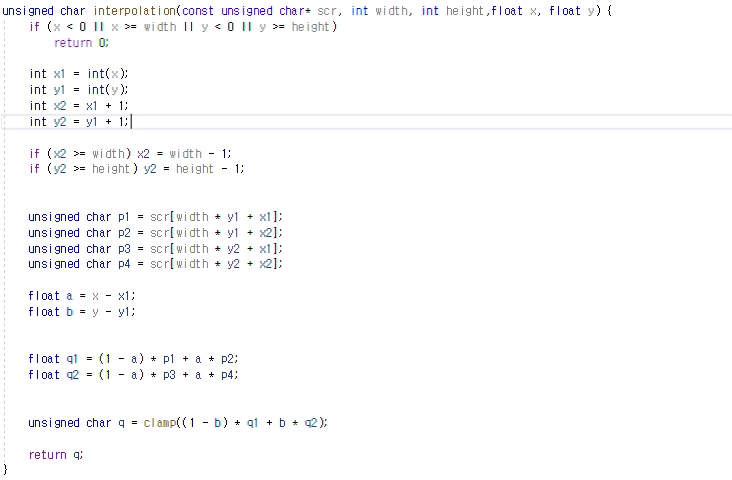 unsigned char interpolation(const unsigned char* scr, int width, int height,float x, float y) {
if (x < 0 || x >= width || y < 0 || y >= height)
return 0;
int x1 = int(x);
int y1 = int(y);
int x2 = x1 + 1;
int y2 = y1 + 1;
if (x2 >= width) x2 = width - 1;
if (y2 >= height) y2 = height - 1;
unsigned char p1 = scr[width * y1 + x1];
unsigned char p2 = scr[width * y1 + x2];
unsigned char p3 = scr[width * y2 + x1];
unsigned char p4 = scr[width * y2 + x2];
float a = x - x1;
float b = y - y1;
float q1 = (1 - a) * p1 + a * p2;
float q2 = (1 - a) * p3 + a * p4;
unsigned char q = clamp((1 - b) * q1 + b * q2);
return q;
}